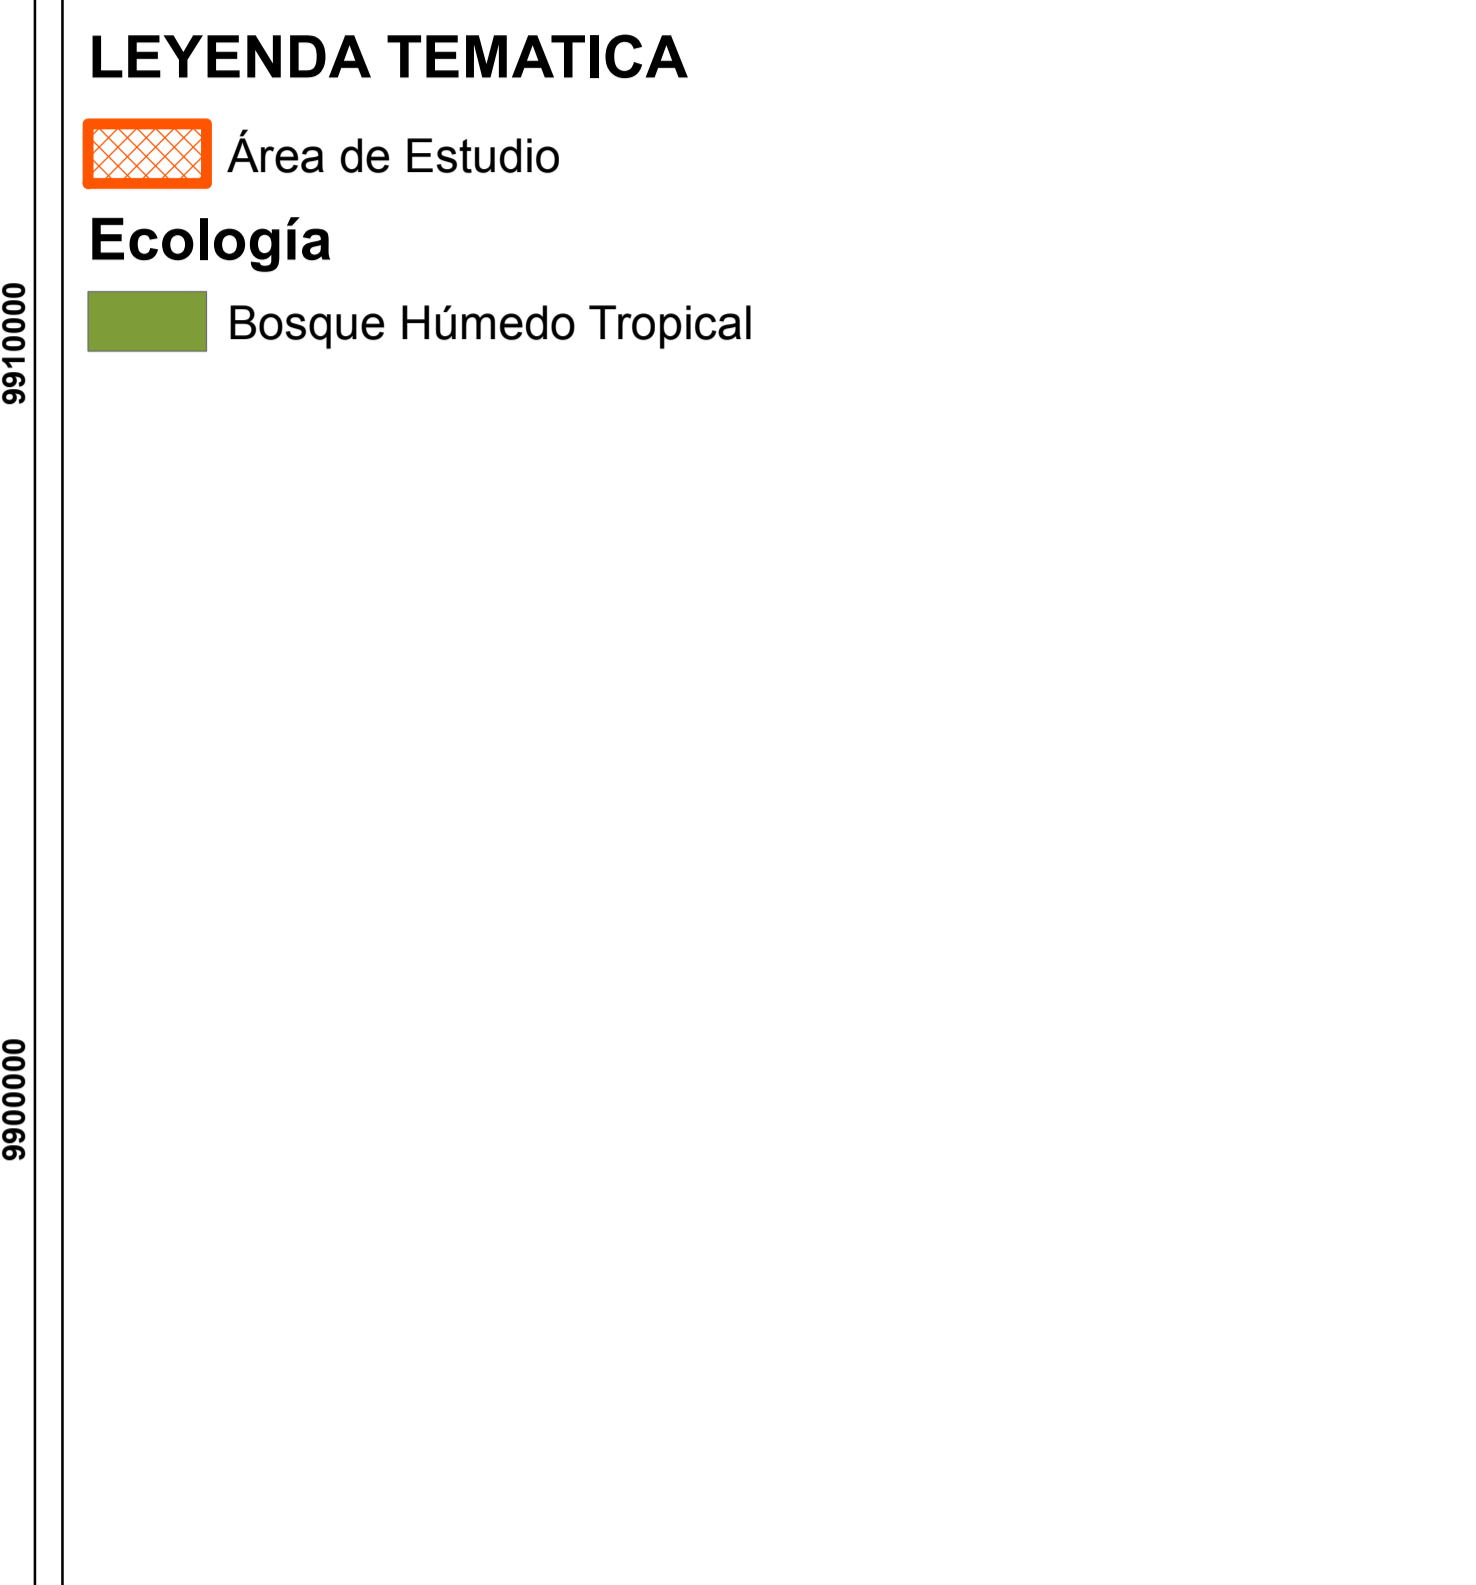 LEYENDA TEMATICA
Área de Estudio
Ecología
Bosque Húmedo Tropical
9910000
9900000